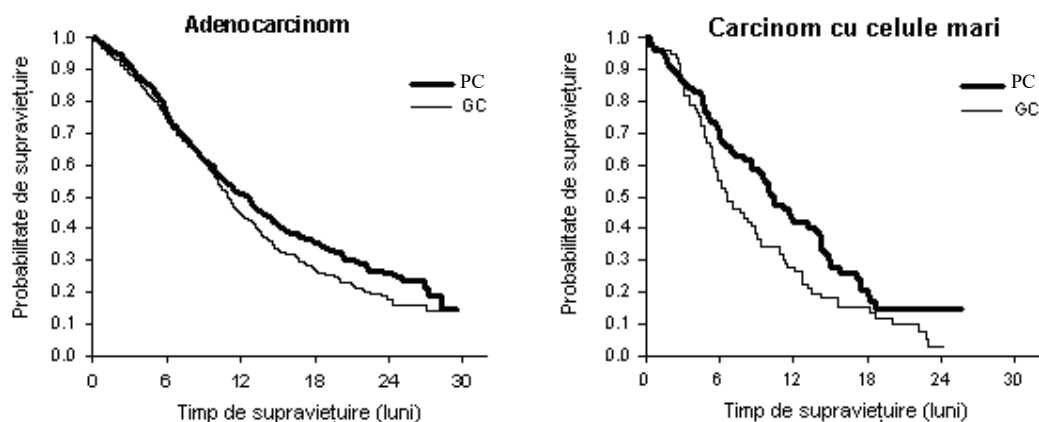 Adenocarcinom
Probabilitate de supraviețuire
1.0
0.9
0.8
0.7
0.6
0.5
0.4
0.3
0.2
0.1
0.0
PC
GC
0 6 12 18 24 30
Timp de supraviețuire (luni)
Carcinom cu celule mari
Probabilitate de supraviețuire
1.0
0.9
0.8
0.7
0.6
0.5
0.4
0.3
0.2
0.1
0.0
PC
GC
0 6 12 18 24 30
Timp de supraviețuire (luni)